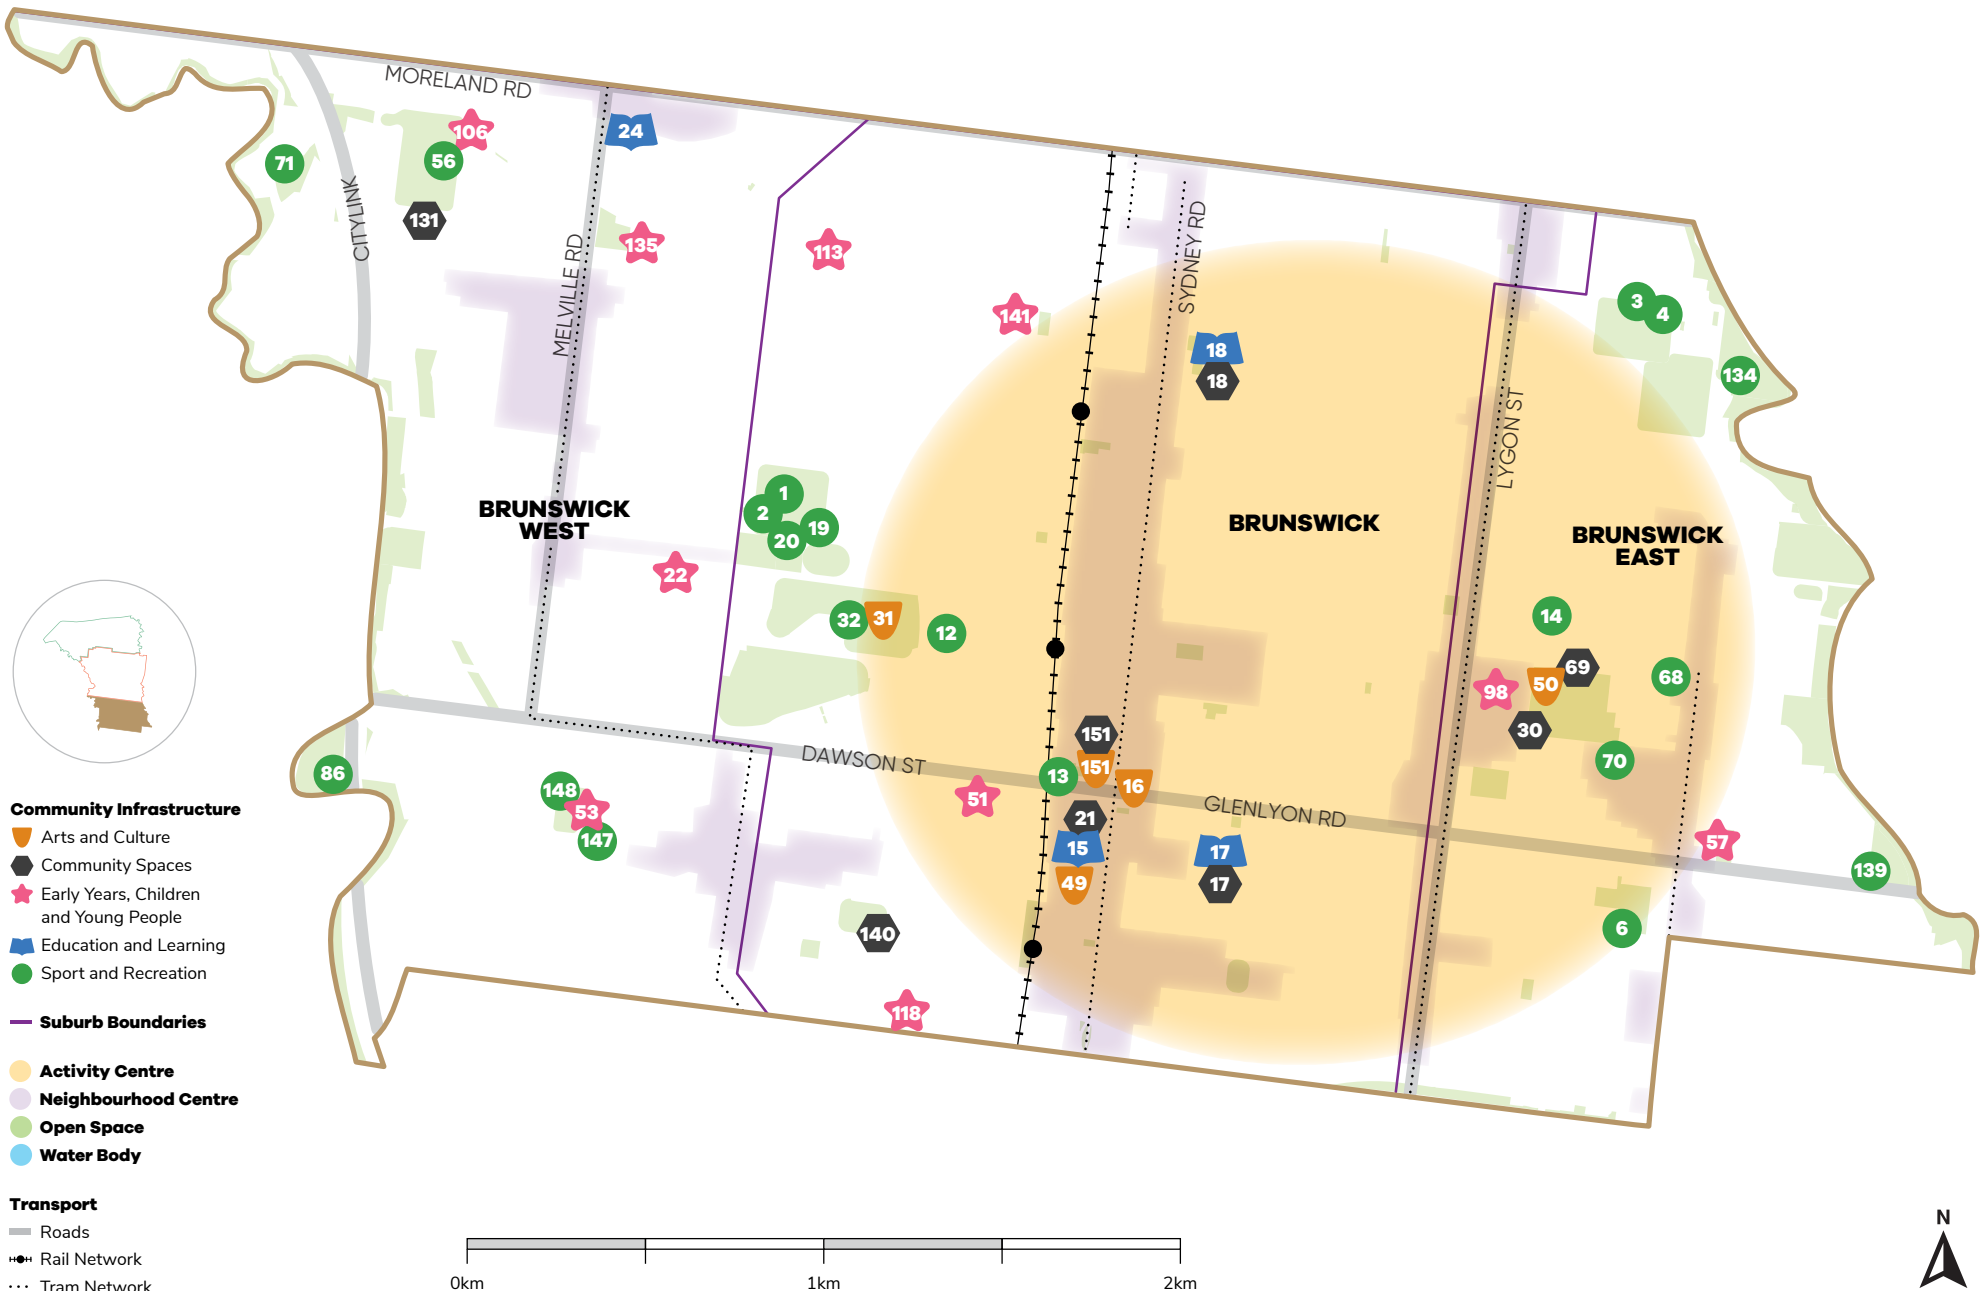 MORELAND RD
106
24
71
56
CITYLINK
131
MELVILLE RD
135
113
SYDNEY RD
141
3
4
18
18
134
LYGON ST
BRUNSWICK
WEST
1
2
19
20
BRUNSWICK
BRUNSWICK
EAST
22
32
31
12
14
69
98
50
68
30
151
DAWSON ST
151
13
16
70
86
148
53
147
51
21
GLENLYON RD
15
17
57
49
17
139
140
6
118
Community Infrastructure
Arts and Culture
Community Spaces
Early Years, Children
and Young People
Education and Learning
Sport and Recreation
Suburb Boundaries
Activity Centre
Neighbourhood Centre
Open Space
Water Body
Transport
Roads
Rail Network
Tram Network
0km
1km
2km
N